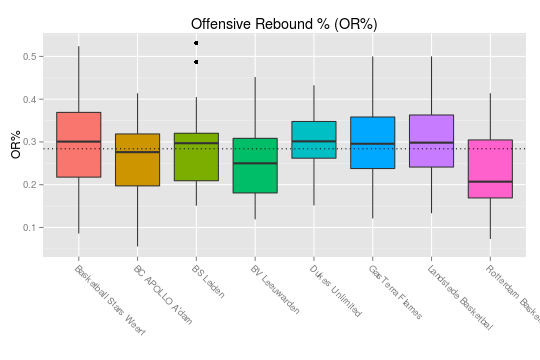 Offensive Rebound % (OR%)
OR%
0.5
0.4
0.3
0.2
0.1
Basketball Stars Weert
BC APOLLO A'dam
BS Leiden
BV Leeuwarden
Dukes Unlimited
GasTerra Flames
Landstede Basketbal
Rotterdam Baske